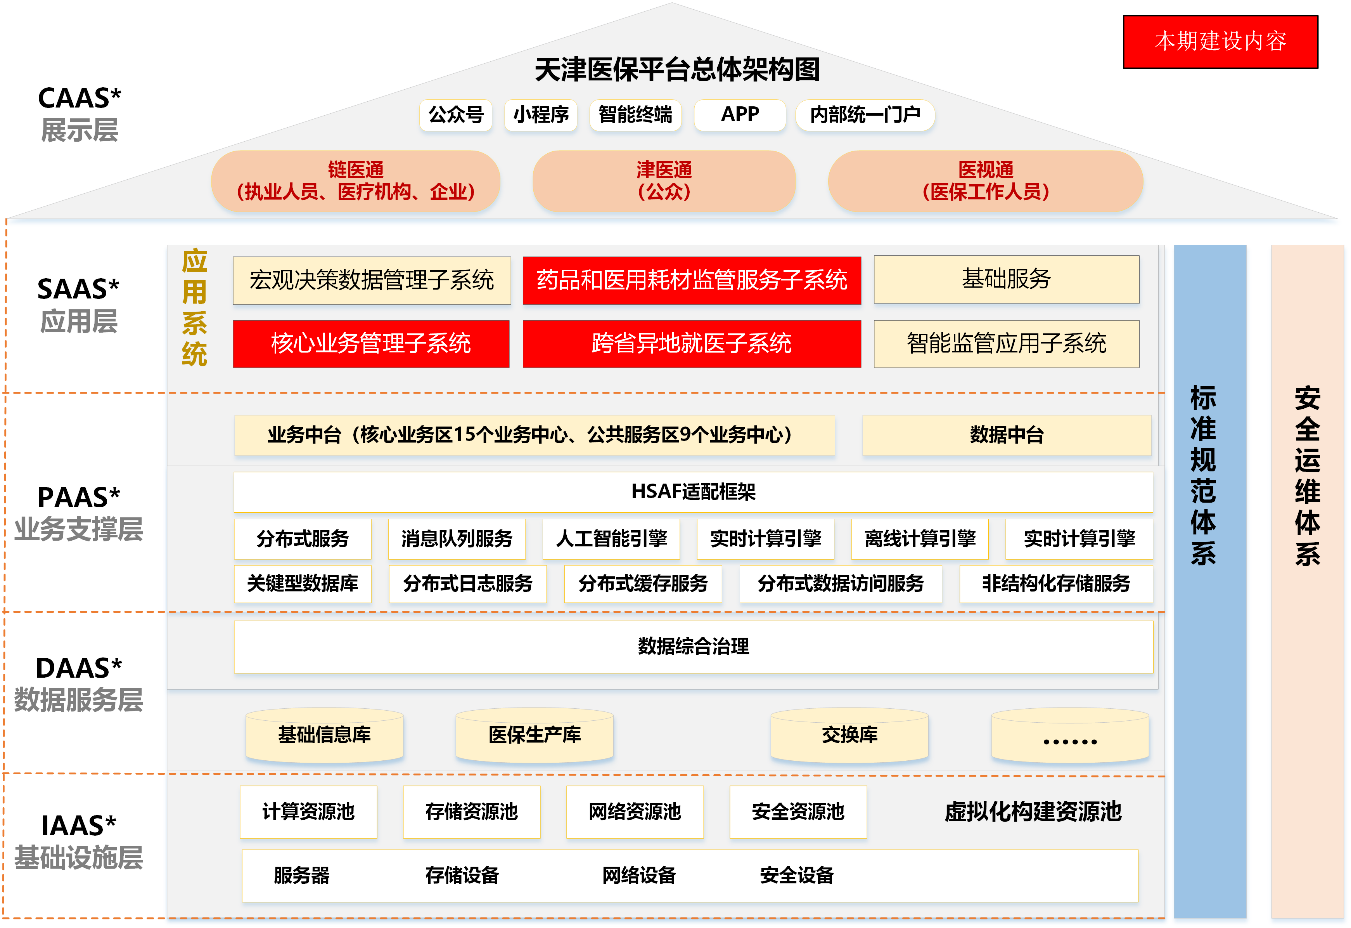 本期建设内容
天津医保平台总体架构图
CAAS*
展示层
公众号
小程序
智能终端
APP
内部统一门户
链医通
（执业人员、医疗机构、企业）
津医通
（公众）
医视通
（医保工作人员）
SAAS*
应用层
应用系统
宏观决策数据管理子系统
药品和医用耗材监管服务子系统
基础服务
核心业务管理子系统
跨省异地就医子系统
智能监管应用子系统
PAAS*
业务支撑层
业务中台（核心业务区15个业务中心、公共服务区9个业务中心）
数据中台
HSAF适配框架
分布式服务
消息队列服务
人工智能引擎
实时计算引擎
离线计算引擎
实时计算引擎
关键型数据库
分布式日志服务
分布式缓存服务
分布式数据访问服务
非结构化存储服务
DAAS*
数据服务层
数据综合治理
基础信息库
医保生产库
交换库
……
IAAS*
基础设施层
计算资源池
存储资源池
网络资源池
安全资源池
虚拟化构建资源池
服务器
存储设备
网络设备
安全设备
标准规范体系
安全运维体系